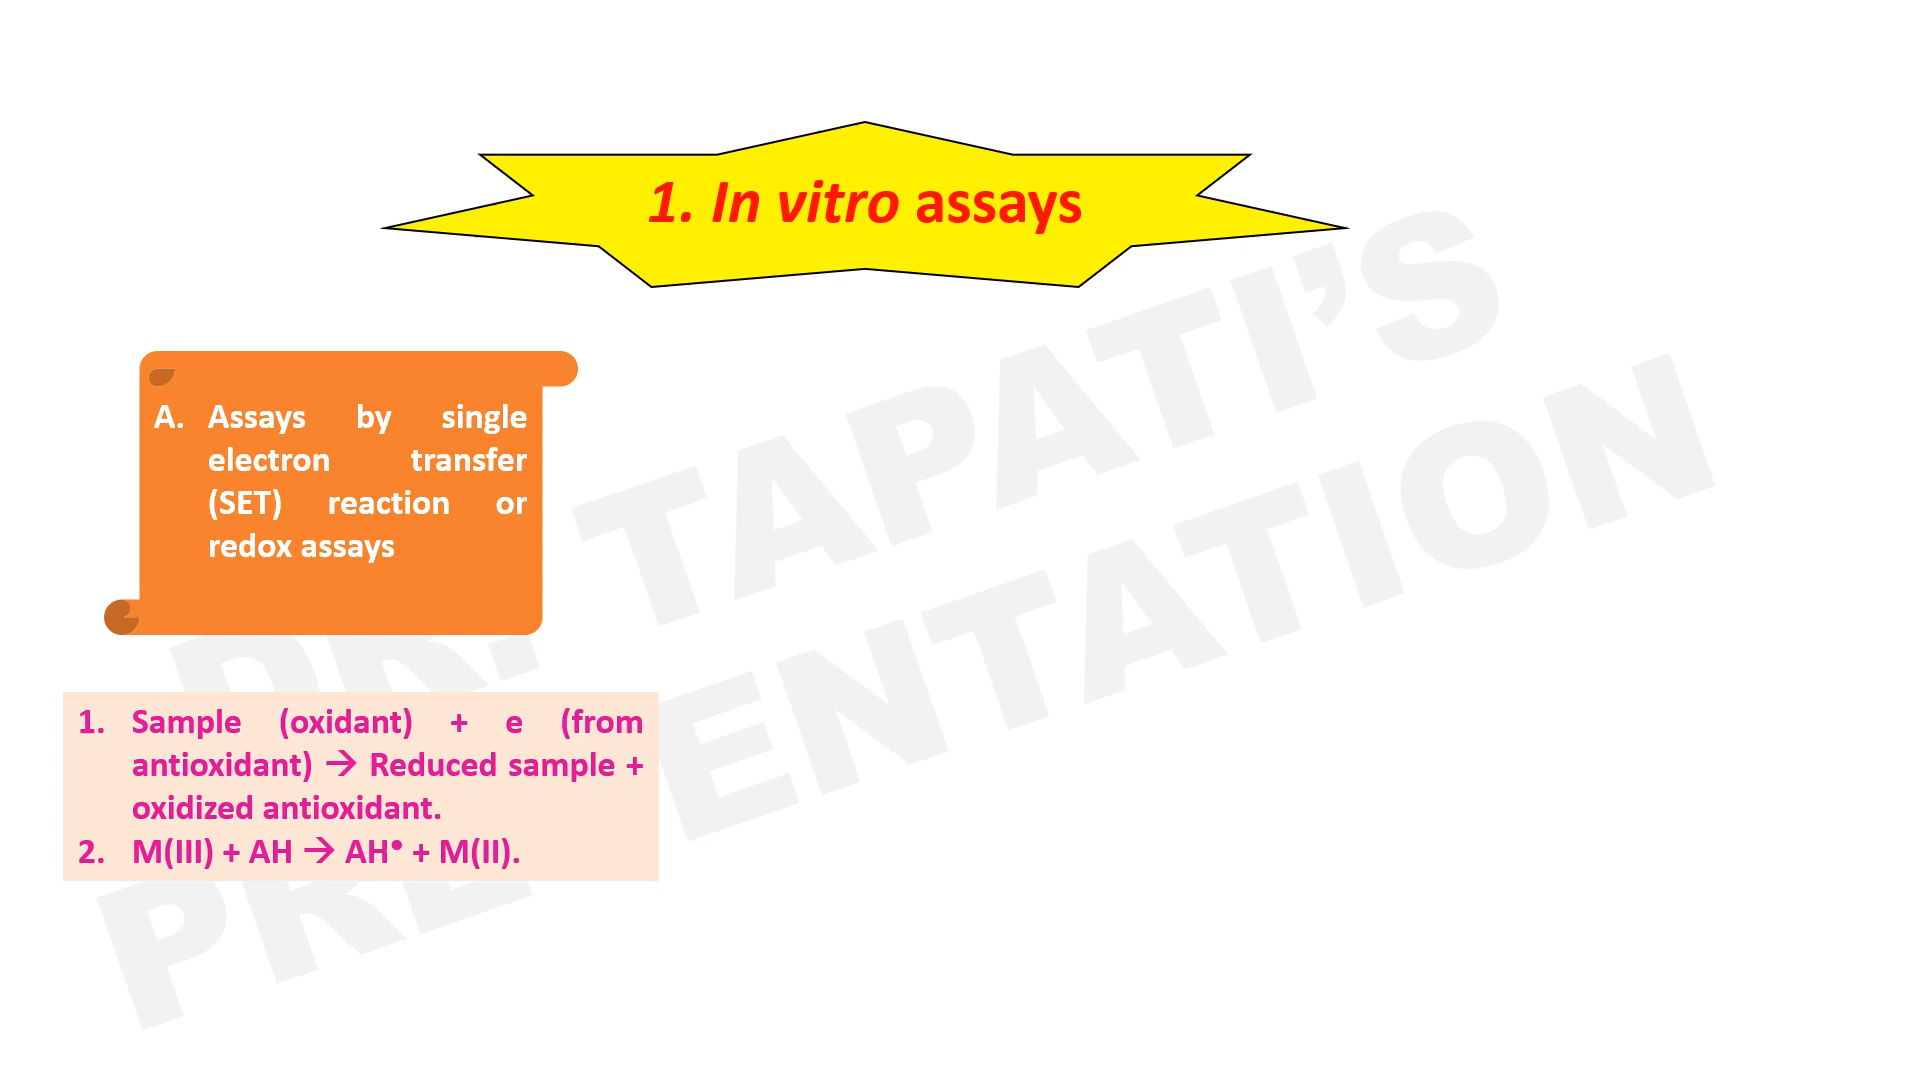 1. In vitro assays
A. Assays by single
electron transfer
(SET) reaction or
redox assays
1. Sample (oxidant) + e (from
antioxidant) → Reduced sample +
oxidized antioxidant.
2. M(III) + AH → AH• + M(II).
DR. TAPATI’S
PRESENTATION